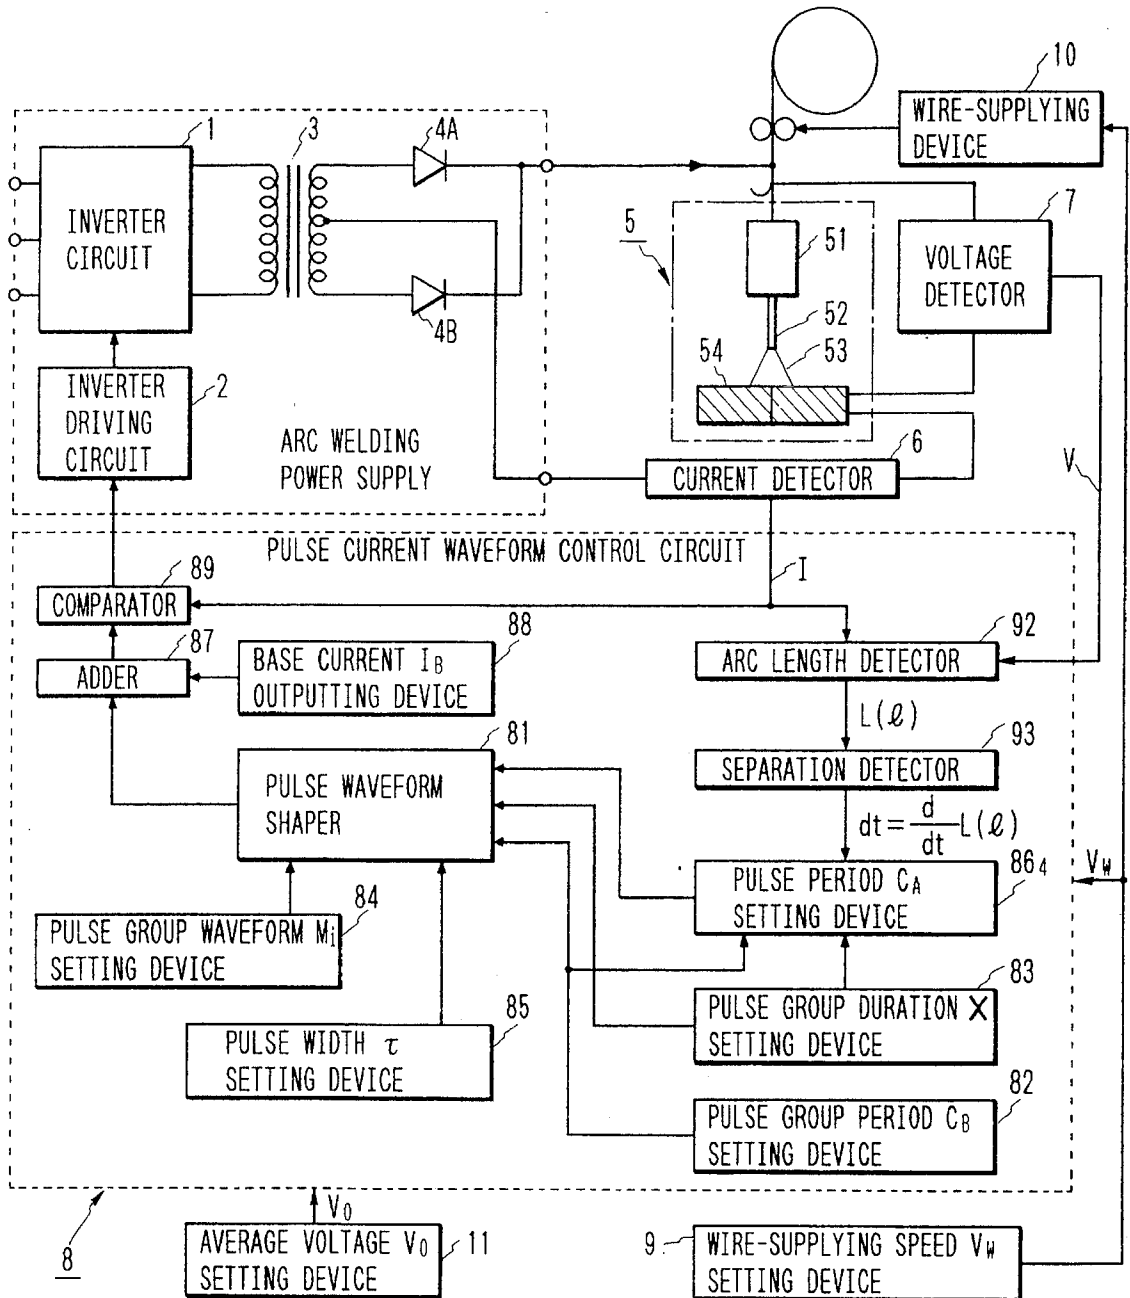 10
WIRE-SUPPLYING
DEVICE
1
3
4A
INVERTER
CIRCUIT
4B
5
51
7
VOLTAGE
DETECTOR
52
54
53
INVERTER
DRIVING
CIRCUIT
2
ARC WELDING
POWER SUPPLY
6
CURRENT DETECTOR
V
PULSE CURRENT WAVEFORM CONTROL CIRCUIT
I
89
COMPARATOR
87
ADDER
88
BASE CURRENT I_B
OUTPUTTING DEVICE
92
ARC LENGTH DETECTOR
L(ℓ)
81
PULSE WAVEFORM
SHAPER
93
SEPARATION DETECTOR
dt = d/dt L(ℓ)
86₄
PULSE PERIOD C_A
SETTING DEVICE
V_W
84
PULSE GROUP WAVEFORM M_i
SETTING DEVICE
83
PULSE GROUP DURATION X
SETTING DEVICE
85
PULSE WIDTH τ
SETTING DEVICE
82
PULSE GROUP PERIOD C_B
SETTING DEVICE
8
V₀
AVERAGE VOLTAGE V₀
SETTING DEVICE
11
9
WIRE-SUPPLYING SPEED V_W
SETTING DEVICE